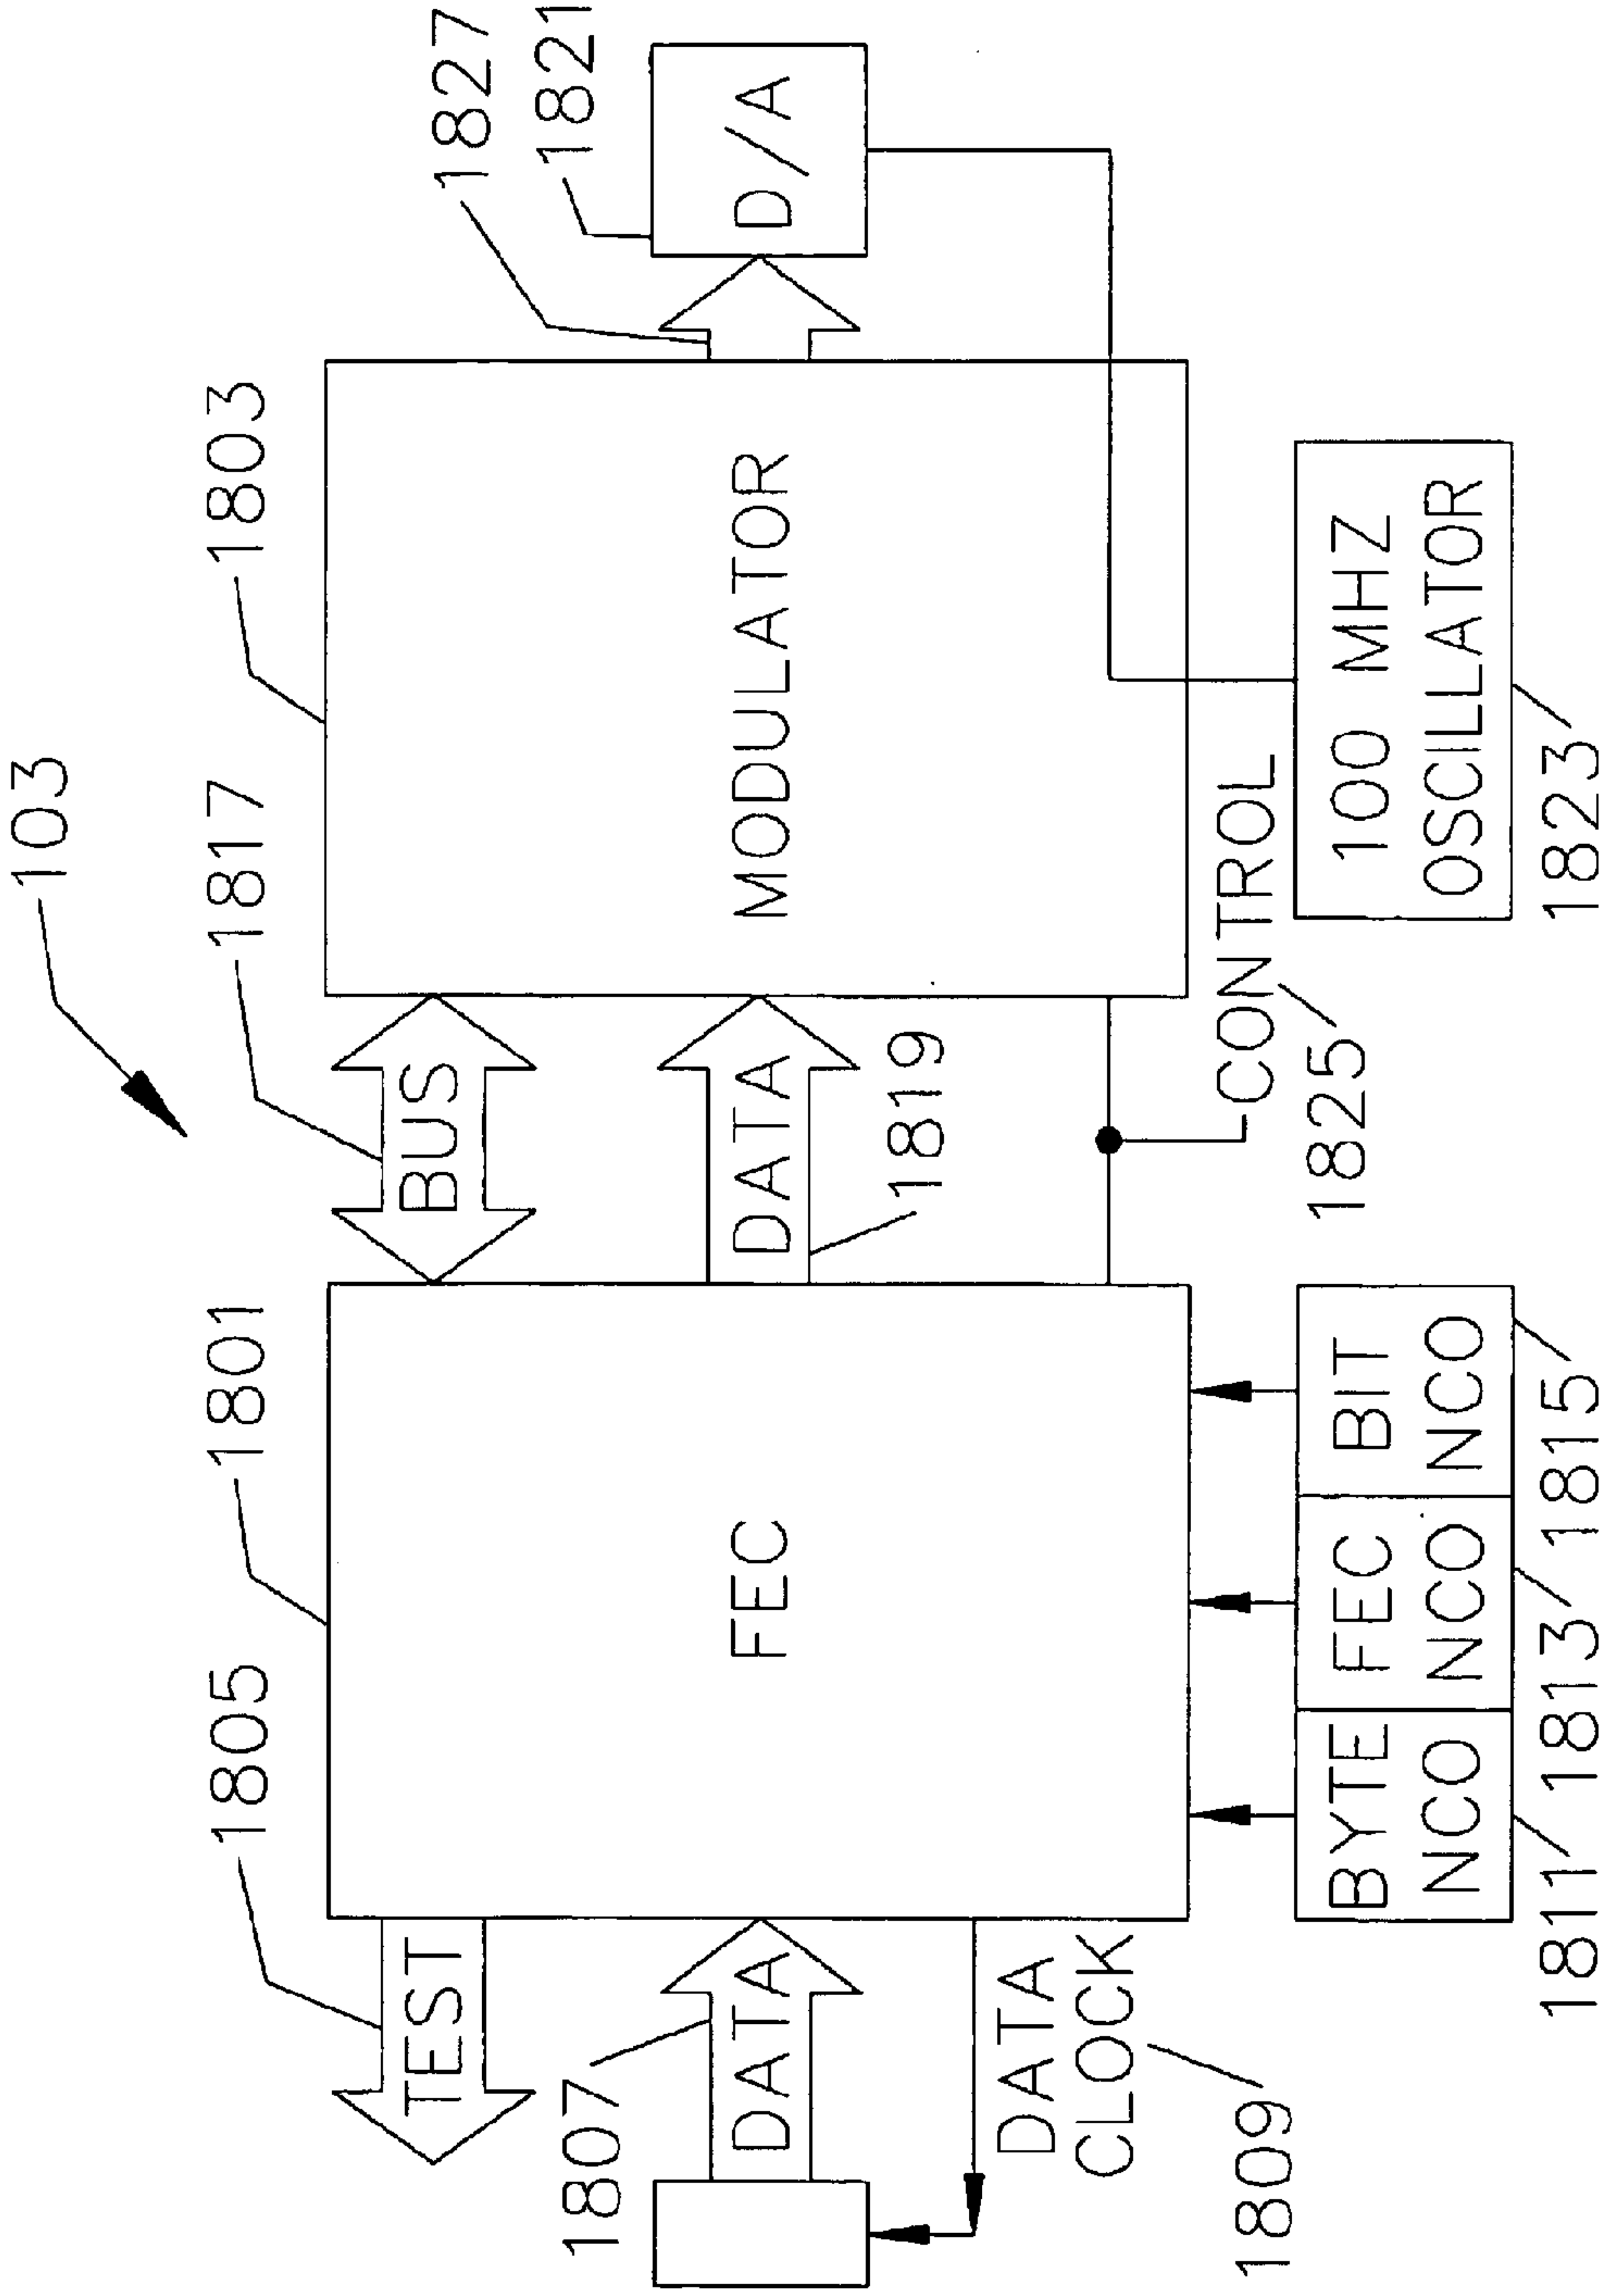 103
1805
1801
1817
1803
1827
1821
TEST
BUS
1807
DATA
FEC
DATA
MODULATOR
D/A
1819
DATA
CLOCK
1809
CONTROL
1825
BYTE
NCO
FEC
NCO
BIT
NCO
100 MHZ
OSCILLATOR
1811
1813
1815
1823